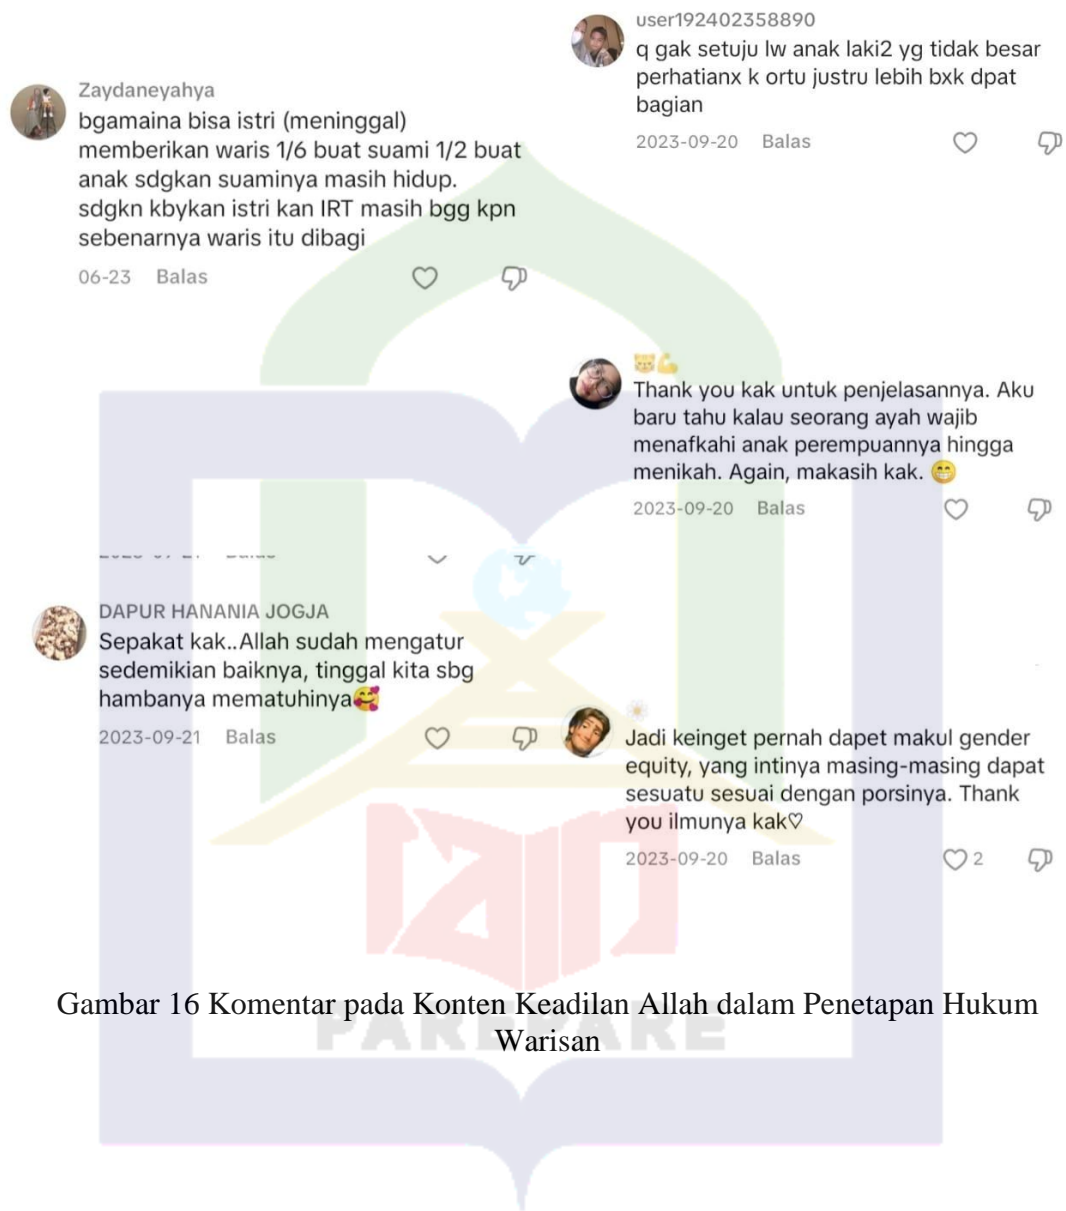 Zaydaneyahya
bgamaina bisa istri (meninggal)
memberikan waris 1/6 buat suami 1/2 buat
anak sdgkan suaminya masih hidup.
sdgkn kbykan istri kan IRT masih bgg kpn
sebenarnya waris itu dibagi
06-23 Balas
user192402358890
q gak setuju lw anak laki2 yg tidak besar
perhatianx k ortu justru lebih bxk dpat
bagian
2023-09-20 Balas
😹💪
Thank you kak untuk penjelasannya. Aku
baru tahu kalau seorang ayah wajib
menafkahi anak perempuannya hingga
menikah. Again, makasih kak. 😁
2023-09-20 Balas
DAPUR HANANIA JOGJA
Sepakat kak..Allah sudah mengatur
sedemikian baiknya, tinggal kita sbg
hambanya mematuhinya🥰
2023-09-21 Balas
🌼
Jadi keinget pernah dapet makul gender
equity, yang intinya masing-masing dapat
sesuatu sesuai dengan porsinya. Thank
you ilmunya kak♡
2023-09-20 Balas 2
Gambar 16 Komentar pada Konten Keadilan Allah dalam Penetapan Hukum
Warisan
PAREPARE